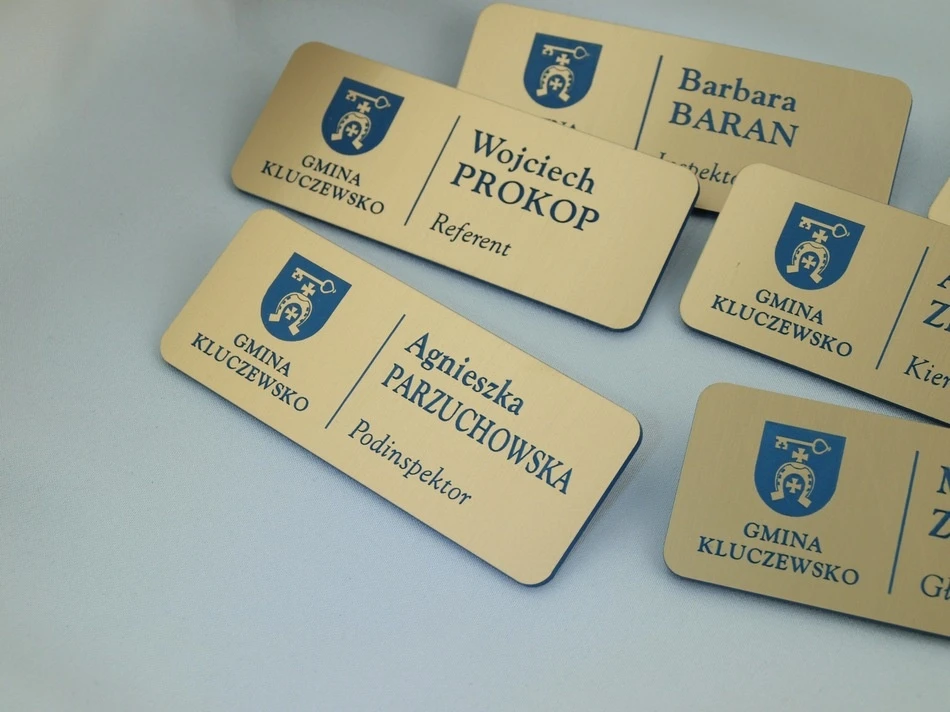 Barbara
BARAN
GMINA
KLUCZEWSKO
Wojciech
PROKOP
Referent
GMINA
KLUCZEWSKO
Agnieszka
PARZUCHOWSKA
Podinspektor
GMINA
KLUCZEWSKO
GMINA
KLUCZEWSKO